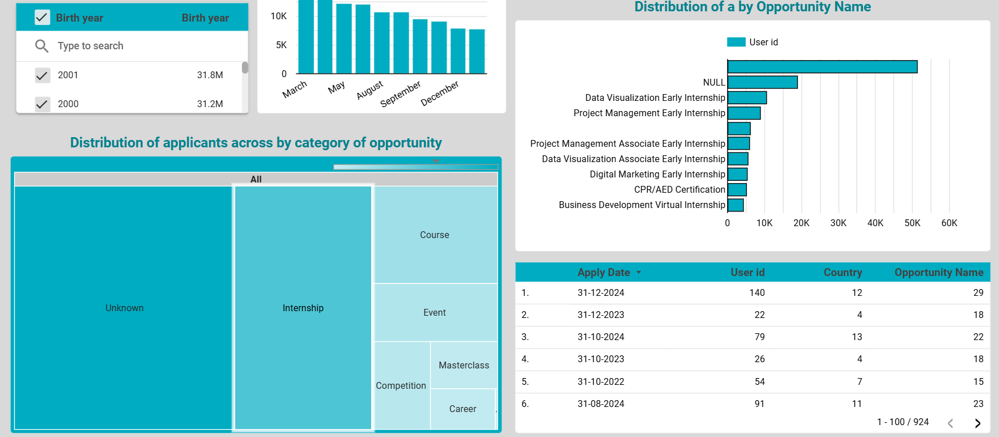 Birth year Birth year
Type to search
2001 31.8M
2000 31.2M
10K
5K
0
March May August September December
Distribution of applicants across by category of opportunity
All
Unknown
Internship
Course
Event
Competition
Masterclass
Career
.
Distribution of a by Opportunity Name
User id
NULL
Data Visualization Early Internship
Project Management Early Internship
Project Management Associate Early Internship
Data Visualization Associate Early Internship
Digital Marketing Early Internship
CPR/AED Certification
Business Development Virtual Internship
0 10K 20K 30K 40K 50K 60K
Apply Date User id Country Opportunity Name
1. 31-12-2024 140 12 29
2. 31-12-2023 22 4 18
3. 31-10-2024 79 13 22
4. 31-10-2023 26 4 18
5. 31-10-2022 54 7 15
6. 31-08-2024 91 11 23
1 - 100 / 924